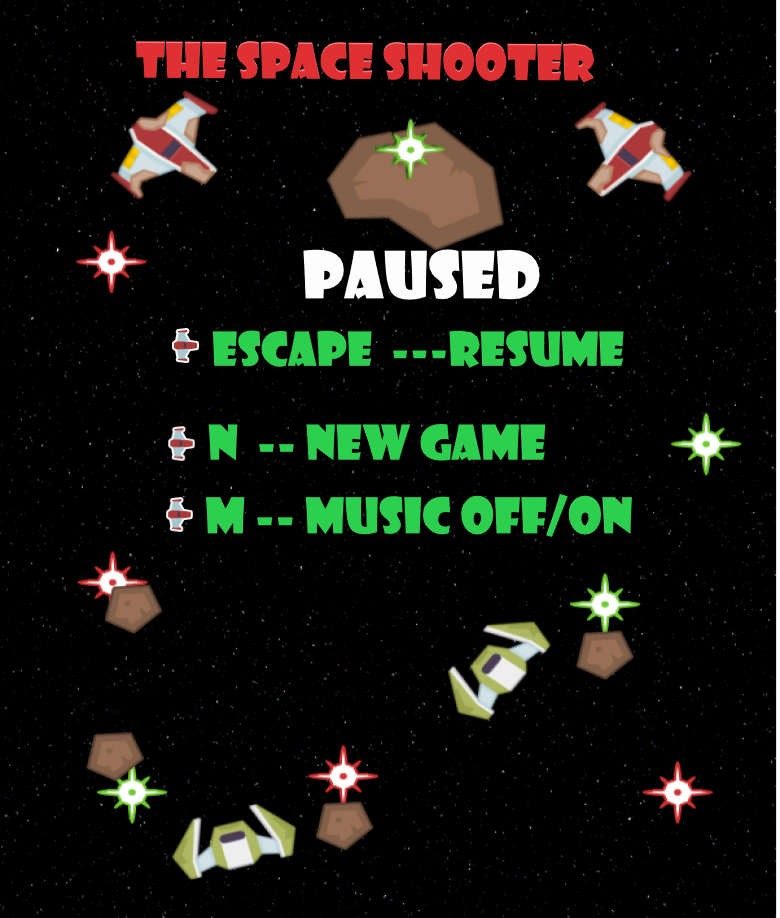 THE SPACE SHOOTER
PAUSED
ESCAPE ---RESUME
N -- NEW GAME
M -- MUSIC OFF/ON